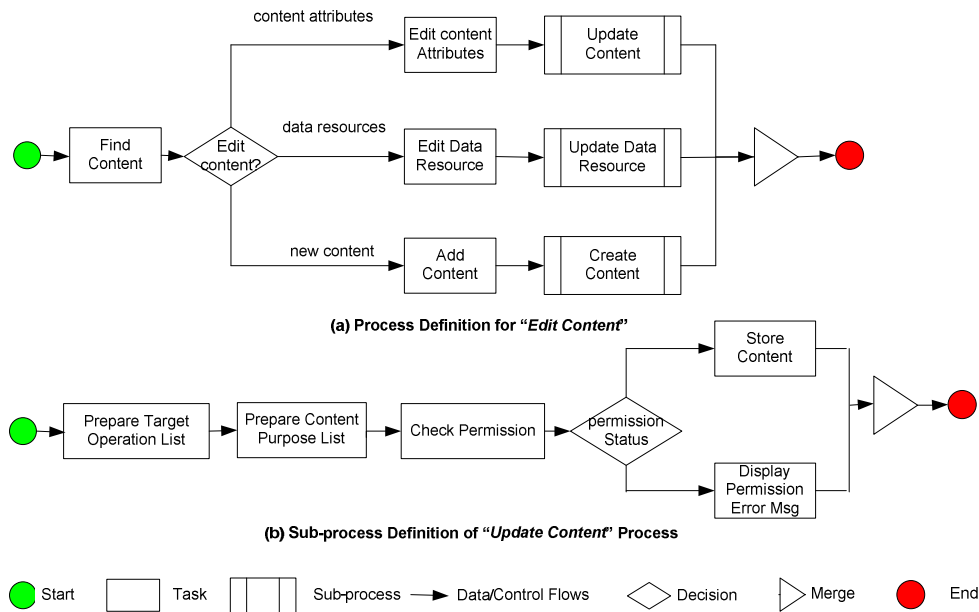 content attributes
Edit content
Attributes
Update
Content
Find
Content
Edit
content?
data resources
Edit Data
Resource
Update Data
Resource
new content
Add
Content
Create
Content
(a) Process Definition for “Edit Content”
Store
Content
Prepare Target
Operation List
Prepare Content
Purpose List
Check Permission
permission
Status
Display
Permission
Error Msg
(b) Sub-process Definition of “Update Content” Process
Start
Task
Sub-process
Data/Control Flows
Decision
Merge
End